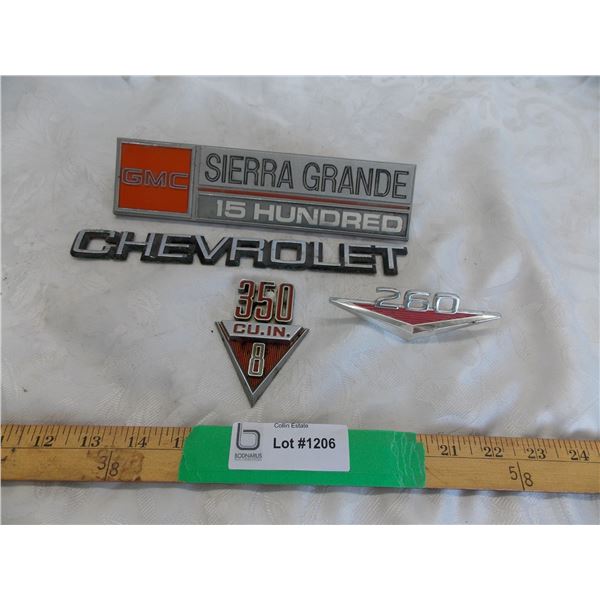 GMC
SIERRA GRANDE
15 HUNDRED
CHEVROLET
350
CU.IN.
8
260
Collin Estate
Lot #1206
b
BODNARUS
12 13 14 15
3/8
21 22 23 24
5/8